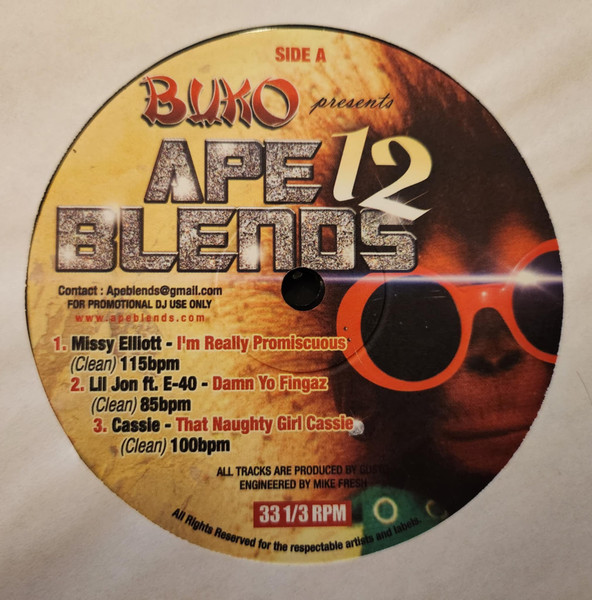 SIDE A
BUKO presents
APE 12
BLENDS
Contact : Apeblends@gmail.com
FOR PROMOTIONAL DJ USE ONLY
www.apeblends.com
1. Missy Elliott - I'm Really Promiscuous
(Clean) 115bpm
2. Lil Jon ft. E-40 - Damn Yo Fingaz
(Clean) 85bpm
3. Cassie - That Naughty Girl Cassie
(Clean) 100bpm
ALL TRACKS ARE PRODUCED BY
ENGINEERED BY MIKE FRESH
33 1/3 RPM
All Rights Reserved for the respectable artists and labels.